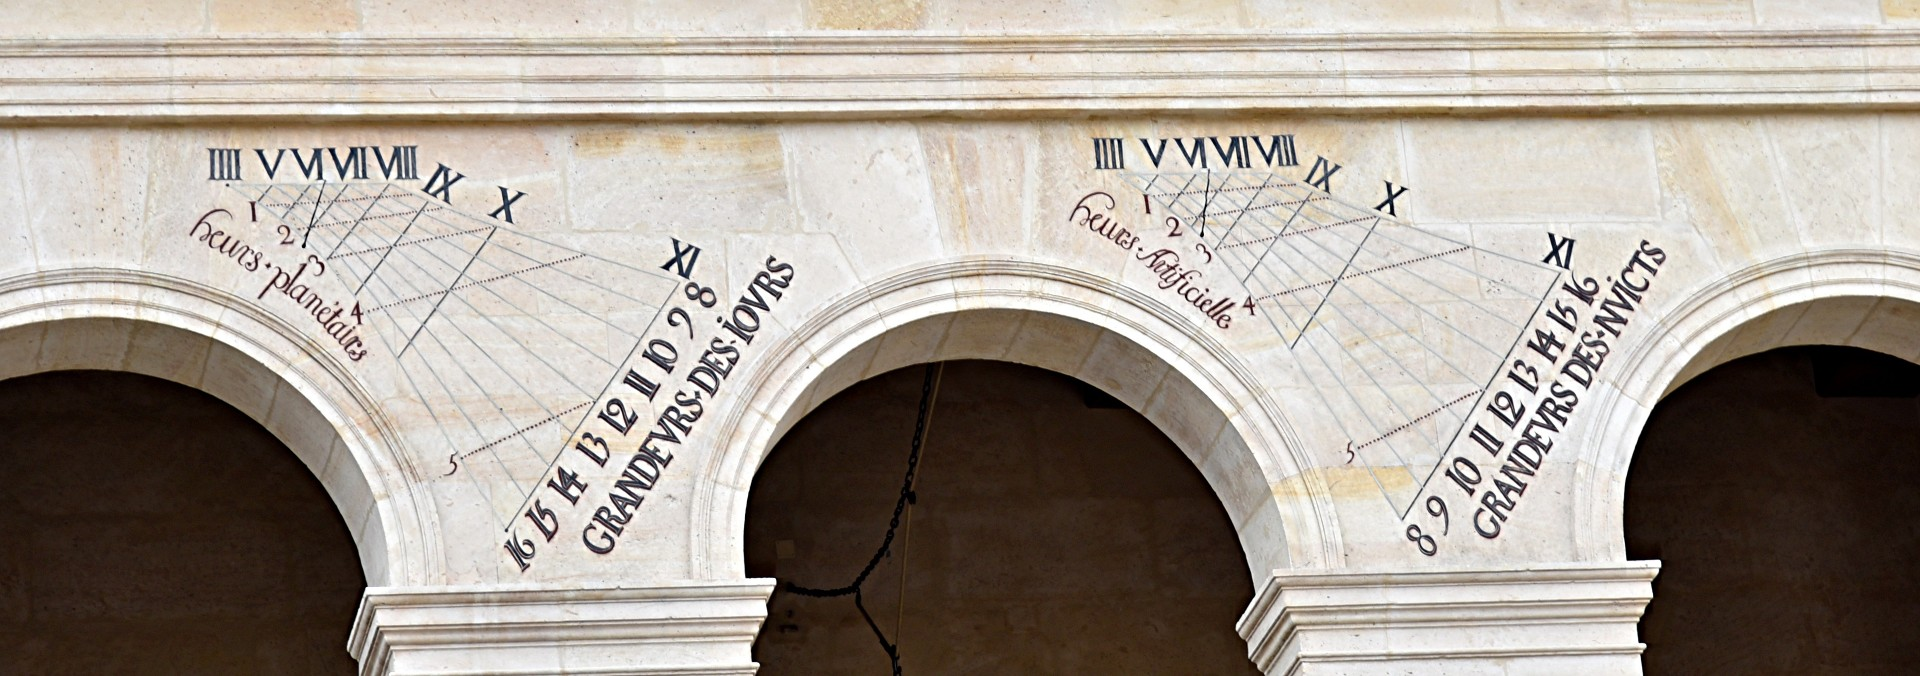 IIII V VI VII VIII IX X XI
1 2 3 4 5
heurs·planétairs
8 9 10 11 12 13 14 15 16
GRANDEVRS·DES·IOVRS
IIII V VI VII VIII IX X XI
1 2 3 4 5
heurs·Artificielle
16 15 14 13 12 11 10 9 8
GRANDEVRS DES·NVICTS